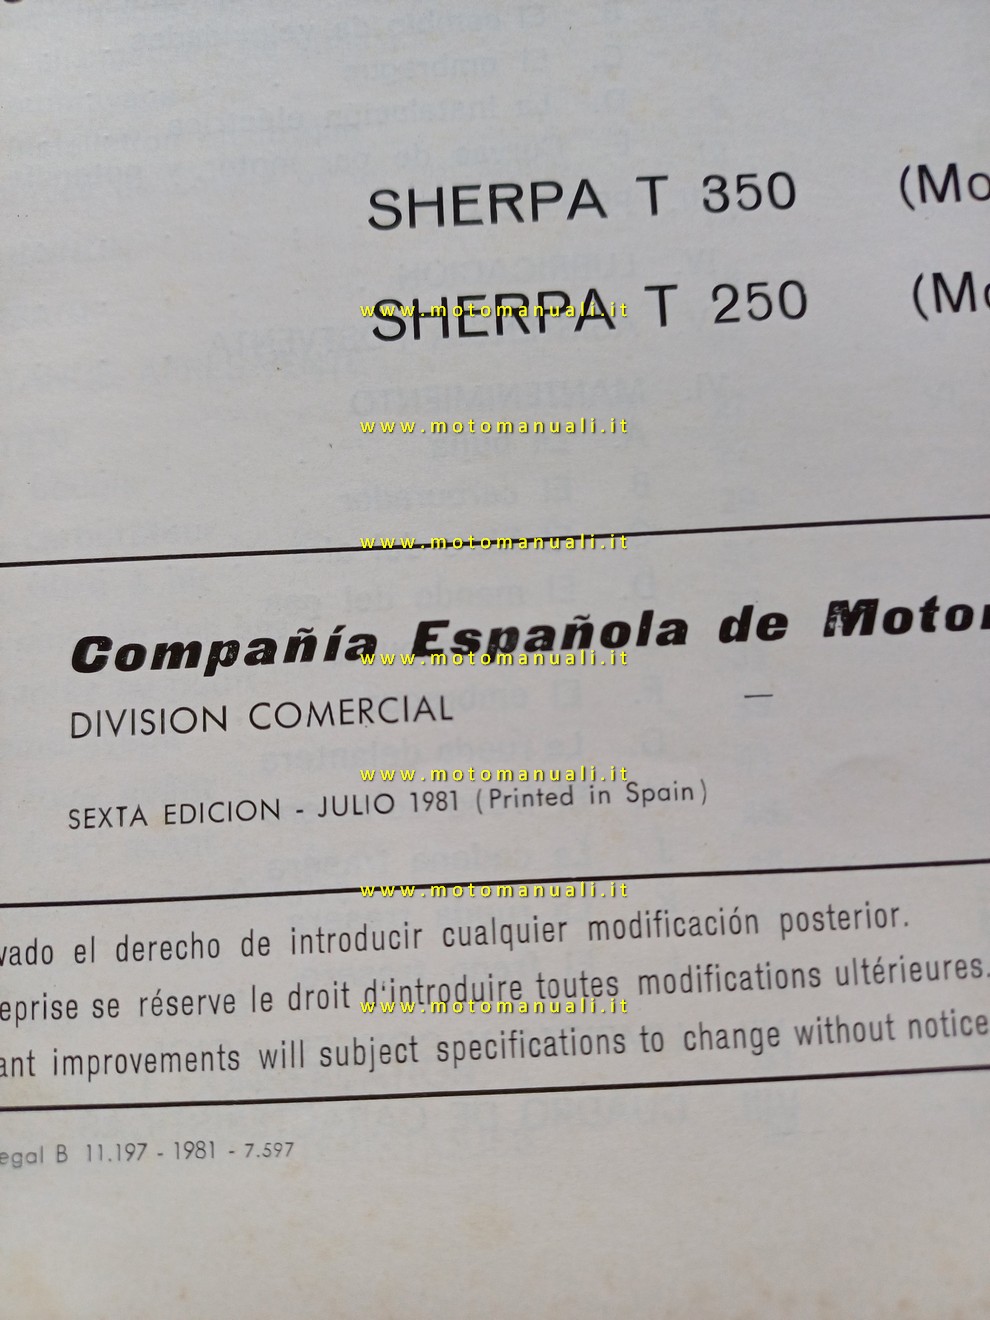 SHERPA T 350 (Mo
SHERPA T 250 (Mo
www.motomanuali.it
www.motomanuali.it
www.motomanuali.it
Compañía Española de Motor
www.motomanuali.it
DIVISION COMERCIAL —
www.motomanuali.it
SEXTA EDICION - JULIO 1981 (Printed in Spain)
www.motomanuali.it
vado el derecho de introducir cualquier modificación posterior.
eprise se réserve le droit d'introduire toutes modifications ultérieures.
www.motomanuali.it
ant improvements will subject specifications to change without notice
egal B 11.197 - 1981 - 7.597